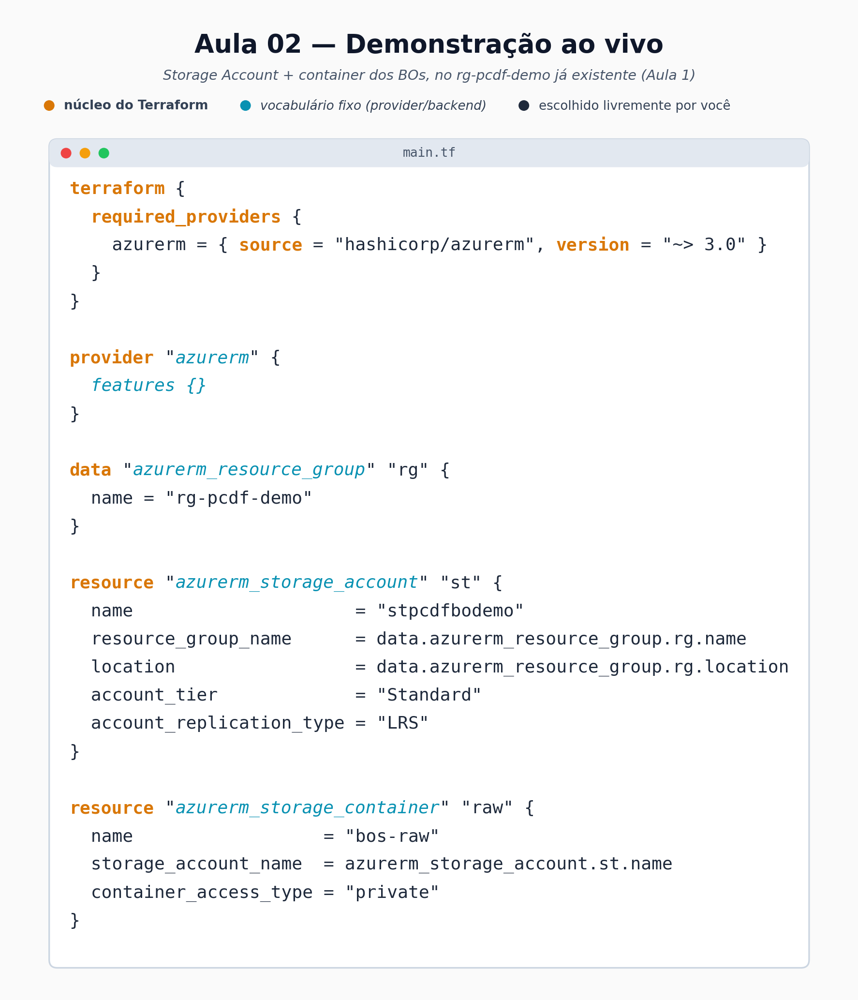 Aula 02 — Demonstração ao vivo
Storage Account + container dos BOs, no rg-pcdf-demo já existente (Aula 1)
núcleo do Terraform vocabulário fixo (provider/backend) escolhido livremente por você
main.tf
terraform {
  required_providers {
    azurerm = { source = "hashicorp/azurerm", version = "~> 3.0" }
  }
}
provider "azurerm" {
  features {}
}
data "azurerm_resource_group" "rg" {
  name = "rg-pcdf-demo"
}
resource "azurerm_storage_account" "st" {
  name                     = "stpcdfbodemo"
  resource_group_name      = data.azurerm_resource_group.rg.name
  location                 = data.azurerm_resource_group.rg.location
  account_tier             = "Standard"
  account_replication_type = "LRS"
}
resource "azurerm_storage_container" "raw" {
  name                  = "bos-raw"
  storage_account_name  = azurerm_storage_account.st.name
  container_access_type = "private"
}